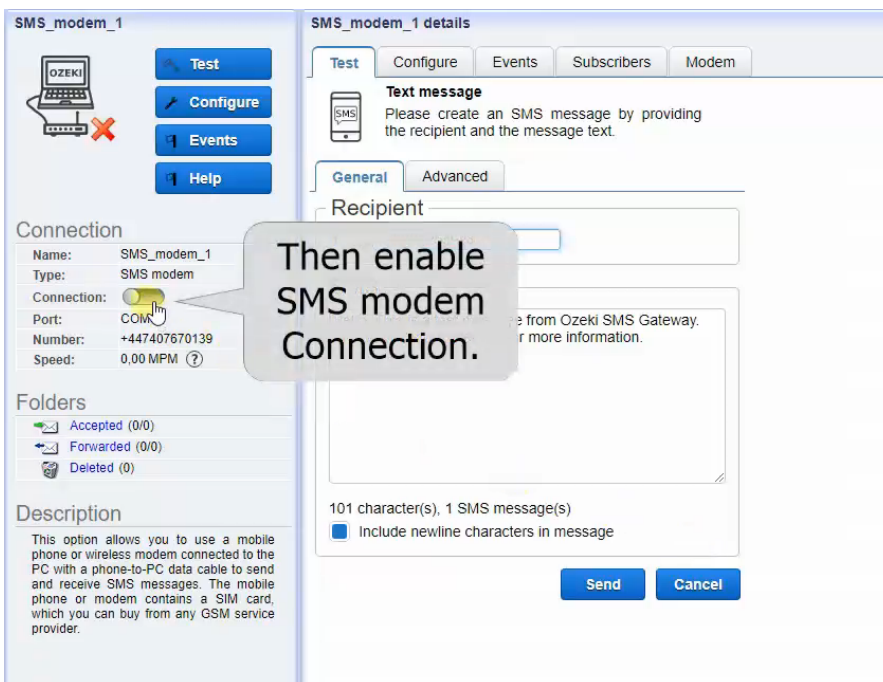 SMS_modem_1
OZEKI
Test
Configure
Events
Help
Connection
Name: SMS_modem_1
Type: SMS modem
Connection:
Port: COM
Number: +447407670139
Speed: 0,00 MPM ?
Folders
Accepted (0/0)
Forwarded (0/0)
Deleted (0)
Description
This option allows you to use a mobile
phone or wireless modem connected to the
PC with a phone-to-PC data cable to send
and receive SMS messages. The mobile
phone or modem contains a SIM card,
which you can buy from any GSM service
provider.
SMS_modem_1 details
Test Configure Events Subscribers Modem
SMS
Text message
Please create an SMS message by providing
the recipient and the message text.
General Advanced
Recipient
Then enable
SMS modem
Connection.
e from Ozeki SMS Gateway.
r more information.
101 character(s), 1 SMS message(s)
Include newline characters in message
Send Cancel